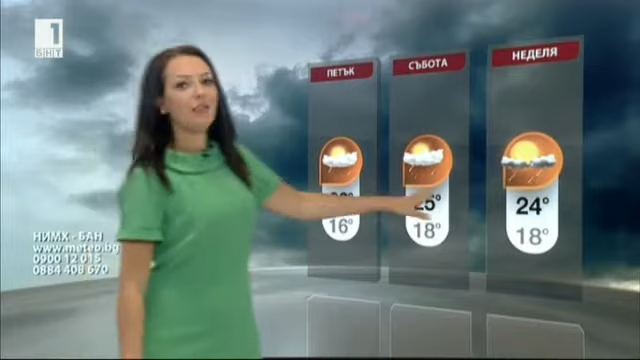 1
БНТ
ПЕТЪК
СЪБОТА
НЕДЕЛЯ
16°
25°
18°
24°
18°
НИМХ - БАН
www.meteo.bg
0900 12 015
0884 408 670